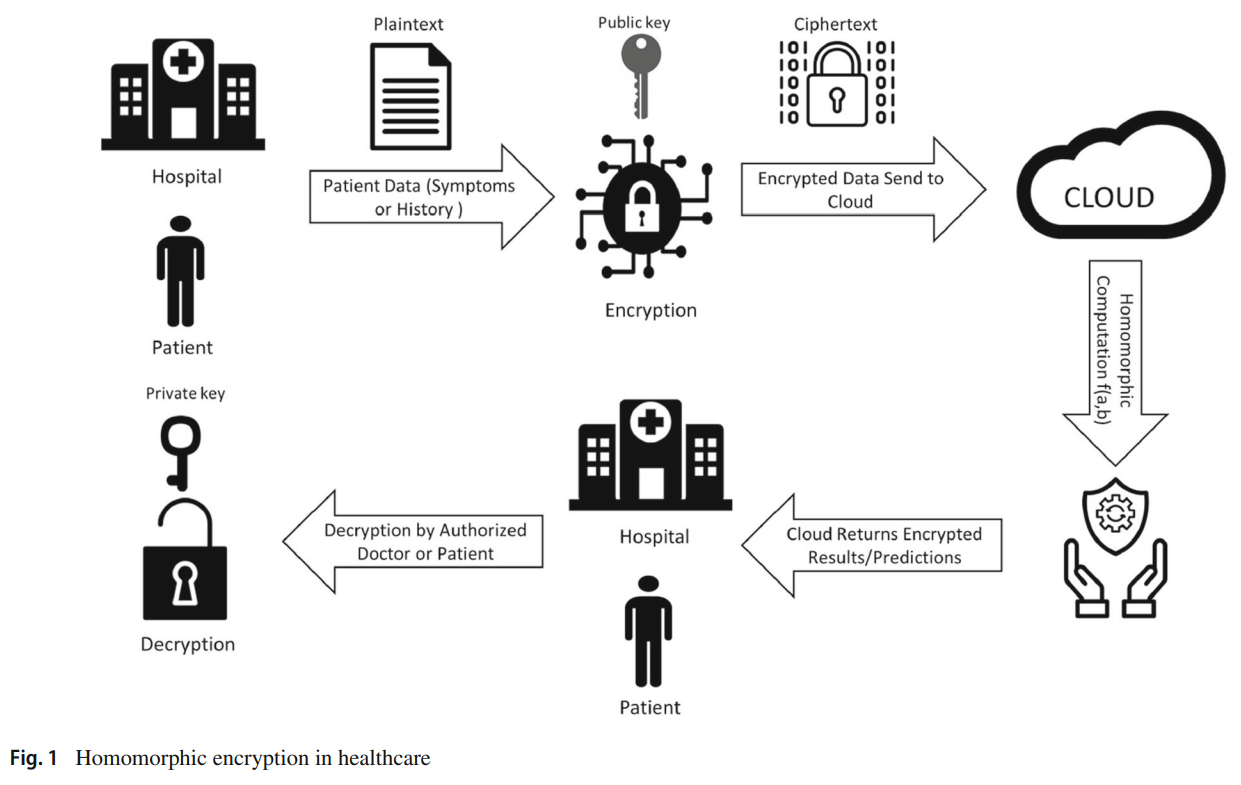 Plaintext
Public key
Ciphertext
Hospital
Patient Data (Symptoms
or History )
Encrypted Data Send to
Cloud
CLOUD
Encryption
Patient
Homomorphic
Computation f(a,b)
Private key
Decryption by Authorized
Doctor or Patient
Hospital
Cloud Returns Encrypted
Results/Predictions
Decryption
Patient
Fig. 1 Homomorphic encryption in healthcare